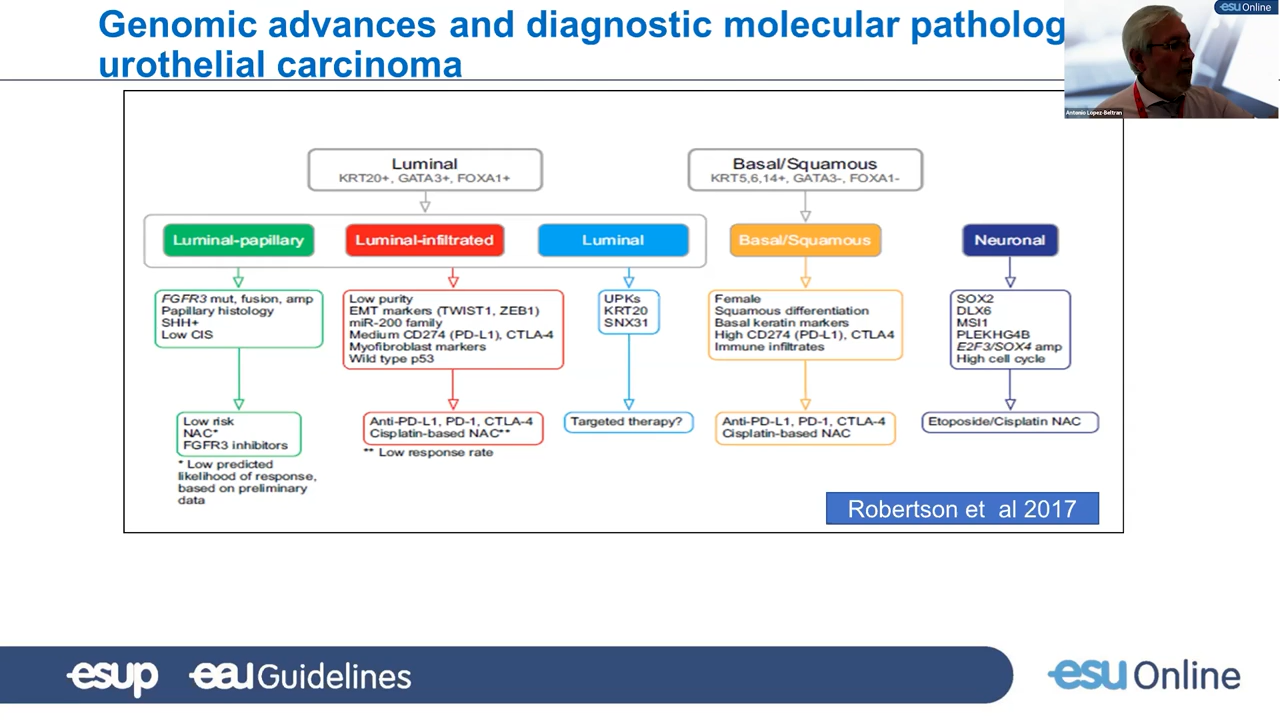 Genomic advances and diagnostic molecular patholog
urothelial carcinoma
esu Online
Antonio López-Beltran
Luminal
KRT20+, GATA3+, FOXA1+
Basal/Squamous
KRT5,6,14+, GATA3-, FOXA1-
Luminal-papillary
Luminal-infiltrated
Luminal
Basal/Squamous
Neuronal
FGFR3 mut, fusion, amp
Papillary histology
SHH+
Low CIS
Low purity
EMT markers (TWIST1, ZEB1)
miR-200 family
Medium CD274 (PD-L1), CTLA-4
Myofibroblast markers
Wild type p53
UPKs
KRT20
SNX31
Female
Squamous differentiation
Basal keratin markers
High CD274 (PD-L1), CTLA4
Immune infiltrates
SOX2
DLX6
MSI1
PLEKHG4B
E2F3/SOX4 amp
High cell cycle
Low risk
NAC*
FGFR3 inhibitors
* Low predicted
likelihood of response,
based on preliminary
data
Anti-PD-L1, PD-1, CTLA-4
Cisplatin-based NAC**
** Low response rate
Targeted therapy?
Anti-PD-L1, PD-1, CTLA-4
Cisplatin-based NAC
Etoposide/Cisplatin NAC
Robertson et al 2017
esup eau Guidelines
esu Online